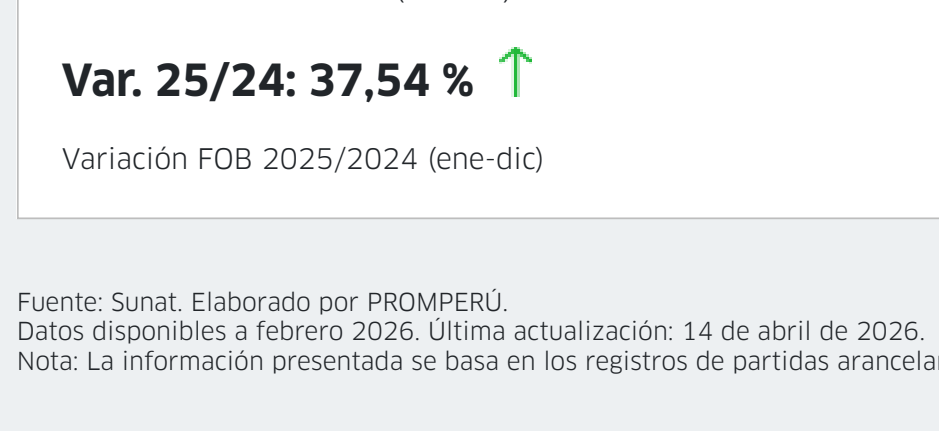 Var. 25/24: 37,54 % ↑
Variación FOB 2025/2024 (ene-dic)
Fuente: Sunat. Elaborado por PROMPERÚ.
Datos disponibles a febrero 2026. Última actualización: 14 de abril de 2026.
Nota: La información presentada se basa en los registros de partidas